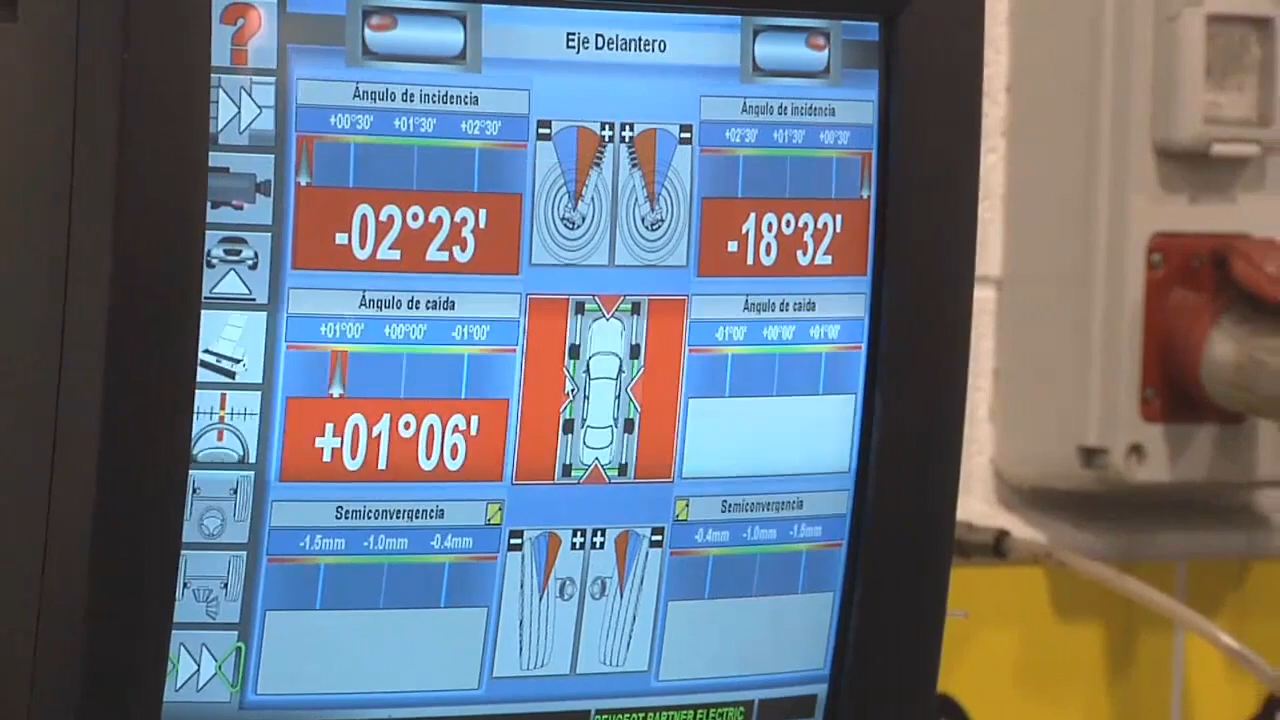 Eje Delantero
Ángulo de incidencia
+00°30' +01°30' +02°30'
-02°23'
Ángulo de incidencia
+02°30' +01°30' +00°30'
-18°32'
Ángulo de caida
+01°00' +00°00' -01°00'
+01°06'
Ángulo de caida
-01°00' +00°00' +01°00'
Semiconvergencia
-1.5mm -1.0mm -0.4mm
Semiconvergencia
-0.4mm -1.0mm -1.5mm
PEUGEOT PARTNER ELECTRIC